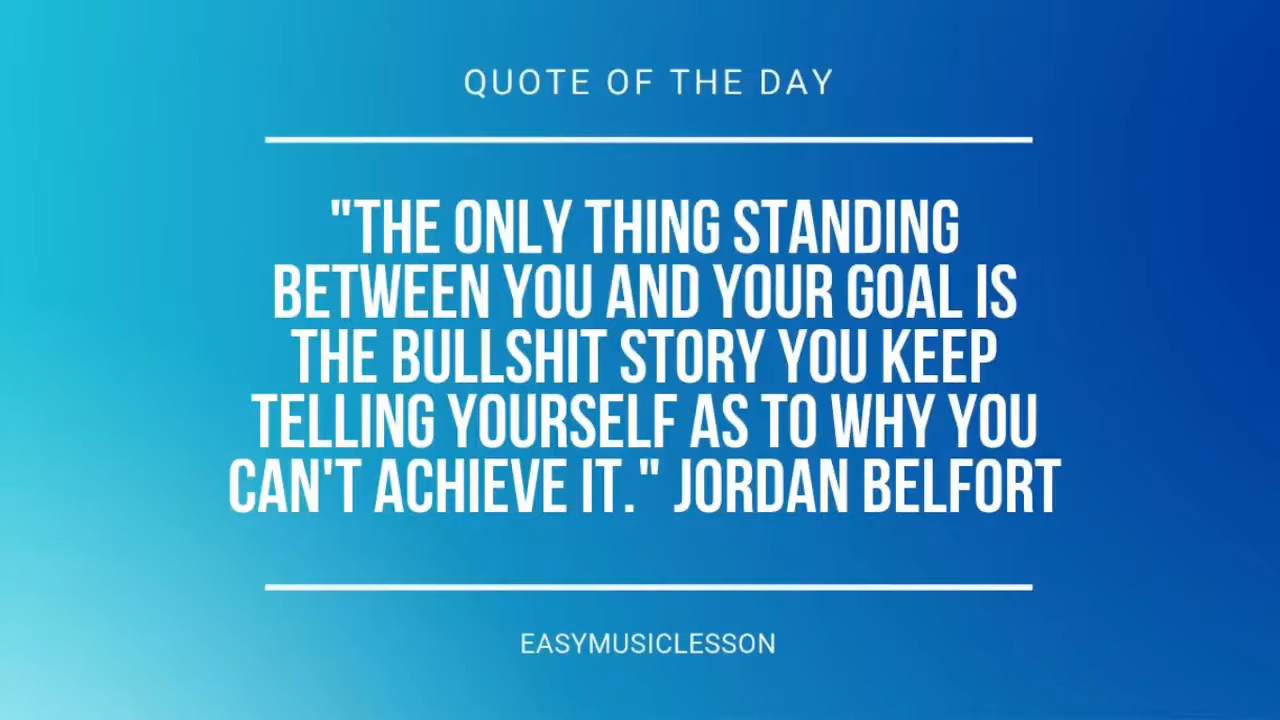 QUOTE OF THE DAY
"THE ONLY THING STANDING
BETWEEN YOU AND YOUR GOAL IS
THE BULLSHIT STORY YOU KEEP
TELLING YOURSELF AS TO WHY YOU
CAN'T ACHIEVE IT." JORDAN BELFORT
EASYMUSICLESSON